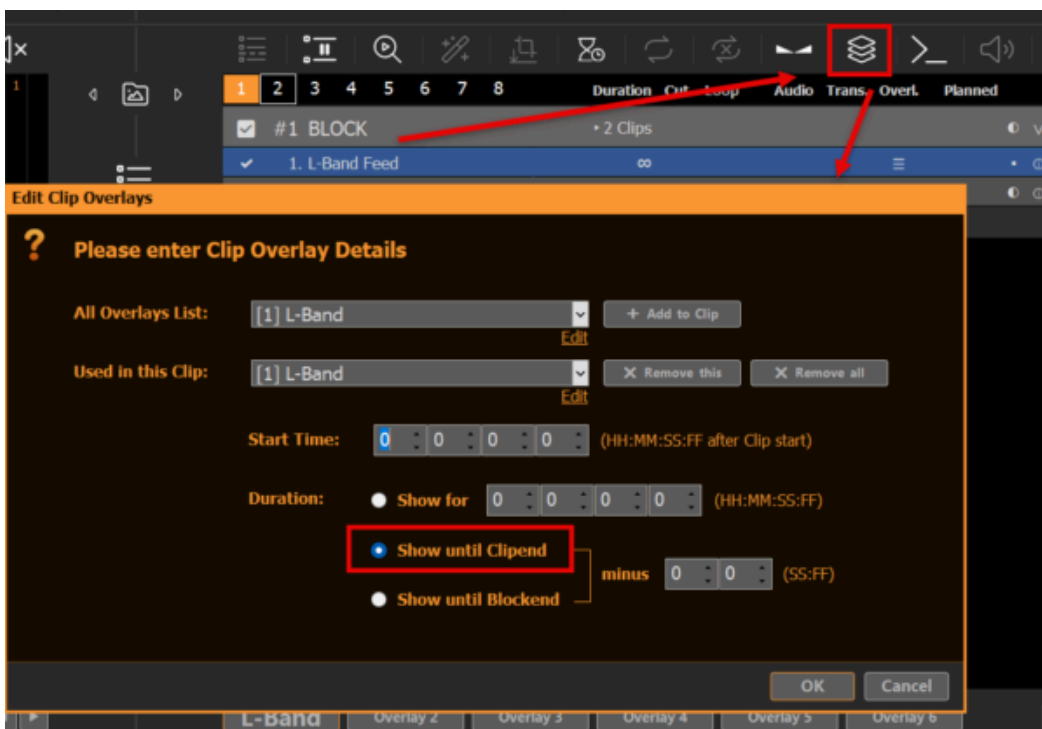 1
1 2 3 4 5 6 7 8 Duration Cut Loop Audio Trans. Overl. Planned
#1 BLOCK 2 Clips
1. L-Band Feed ∞
Edit Clip Overlays
? Please enter Clip Overlay Details
All Overlays List: [1] L-Band + Add to Clip
Edit
Used in this Clip: [1] L-Band X Remove this X Remove all
Edit
Start Time: 0 : 0 : 0 : 0 (HH:MM:SS:FF after Clip start)
Duration: Show for 0 : 0 : 0 : 0 (HH:MM:SS:FF)
Show until Clipend
minus 0 : 0 (SS:FF)
Show until Blockend
OK Cancel
L-Band Overlay 2 Overlay 3 Overlay 4 Overlay 5 Overlay 6